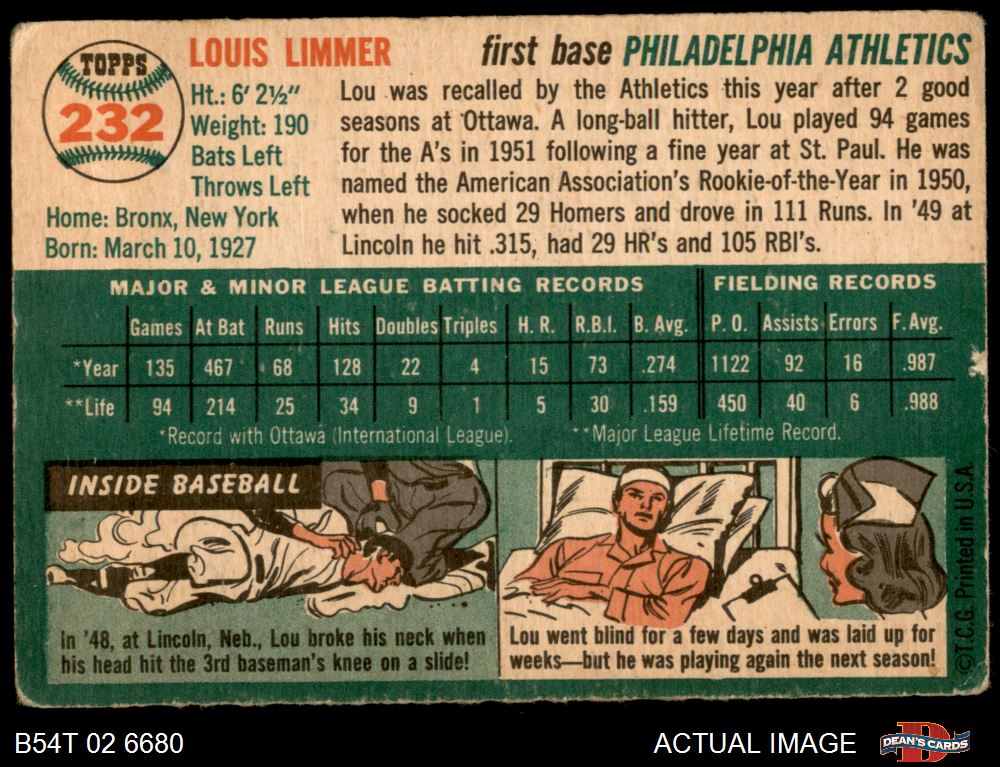 TOPPS
232
LOUIS LIMMER
first base PHILADELPHIA ATHLETICS
Ht.: 6' 2½"
Weight: 190
Bats Left
Throws Left
Home: Bronx, New York
Born: March 10, 1927
Lou was recalled by the Athletics this year after 2 good
seasons at Ottawa. A long-ball hitter, Lou played 94 games
for the A's in 1951 following a fine year at St. Paul. He was
named the American Association's Rookie-of-the-Year in 1950,
when he socked 29 Homers and drove in 111 Runs. In '49 at
Lincoln he hit .315, had 29 HR's and 105 RBI's.
MAJOR & MINOR LEAGUE BATTING RECORDS FIELDING RECORDS
Games At Bat Runs Hits Doubles Triples H. R. R.B.I. B. Avg. P. O. Assists Errors F. Avg.
*Year 135 467 68 128 22 4 15 73 .274 1122 92 16 .987
**Life 94 214 25 34 9 1 5 30 .159 450 40 6 .988
*Record with Ottawa (International League). **Major League Lifetime Record.
INSIDE BASEBALL
In '48, at Lincoln, Neb., Lou broke his neck when
his head hit the 3rd baseman's knee on a slide!
Lou went blind for a few days and was laid up for
weeks—but he was playing again the next season!
©T.C.G. Printed in U.S.A.
B54T 02 6680
ACTUAL IMAGE
D
DEAN'S CARDS